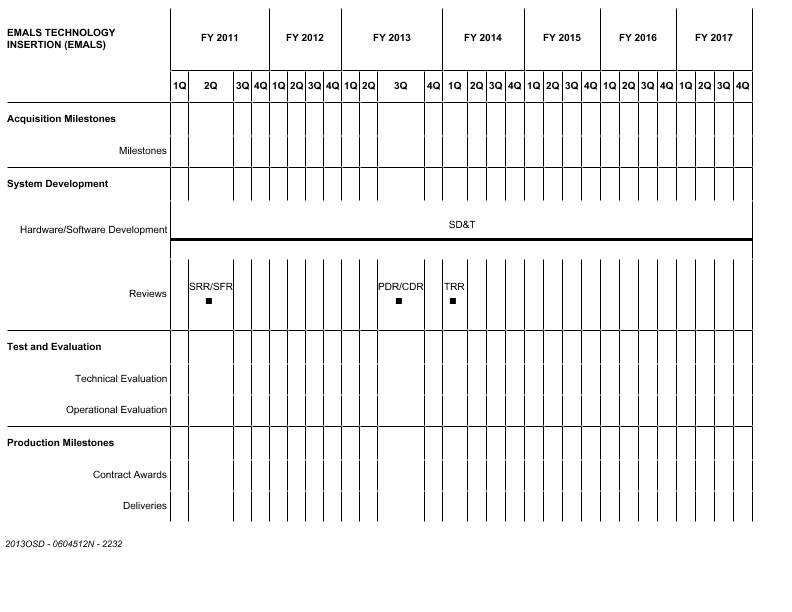 EMALS TECHNOLOGY
INSERTION (EMALS)
FY 2011 FY 2012 FY 2013 FY 2014 FY 2015 FY 2016 FY 2017
1Q 2Q 3Q 4Q 1Q 2Q 3Q 4Q 1Q 2Q 3Q 4Q 1Q 2Q 3Q 4Q 1Q 2Q 3Q 4Q 1Q 2Q 3Q 4Q 1Q 2Q 3Q 4Q
Acquisition Milestones
Milestones
System Development
SD&T
Hardware/Software Development
SRR/SFR PDR/CDR TRR
Reviews
Test and Evaluation
Technical Evaluation
Operational Evaluation
Production Milestones
Contract Awards
Deliveries
2013OSD - 0604512N - 2232